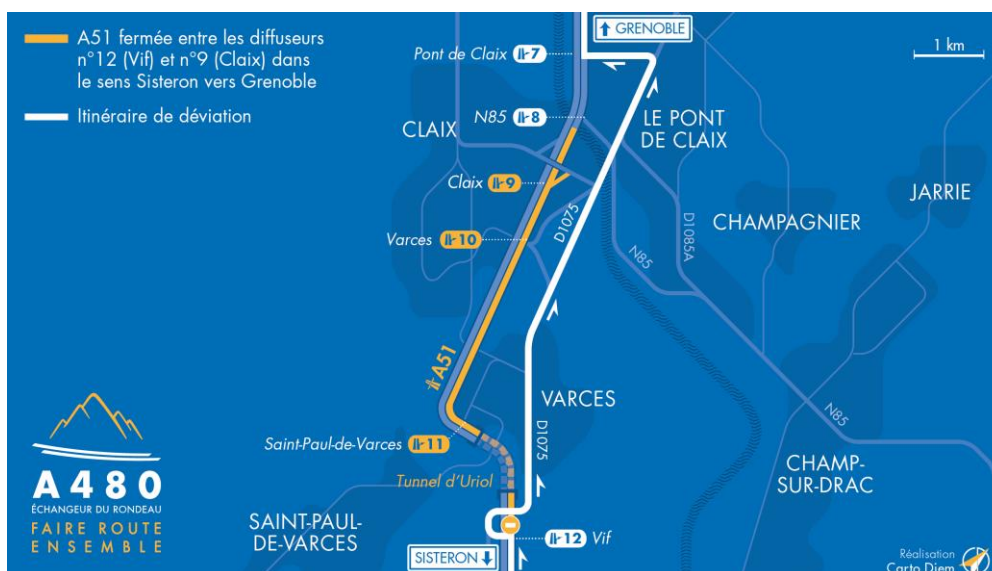 A51 fermée entre les diffuseurs
n°12 (Vif) et n°9 (Claix) dans
le sens Sisteron vers Grenoble
Itinéraire de déviation
GRENOBLE
1 km
Pont de Claix 7
N85 8
CLAIX
LE PONT
DE CLAIX
Claix 9
JARRIE
CHAMPAGNIER
Varces 10
D1075
D1085A
N85
A51
VARCES
D1075
N85
Saint-Paul-de-Varces 11
Tunnel d'Uriol
CHAMP-
SUR-DRAC
SAINT-PAUL-
DE-VARCES
12 Vif
SISTERON
A480
ÉCHANGEUR DU RONDEAU
FAIRE ROUTE
ENSEMBLE
Réalisation
Carto Diem